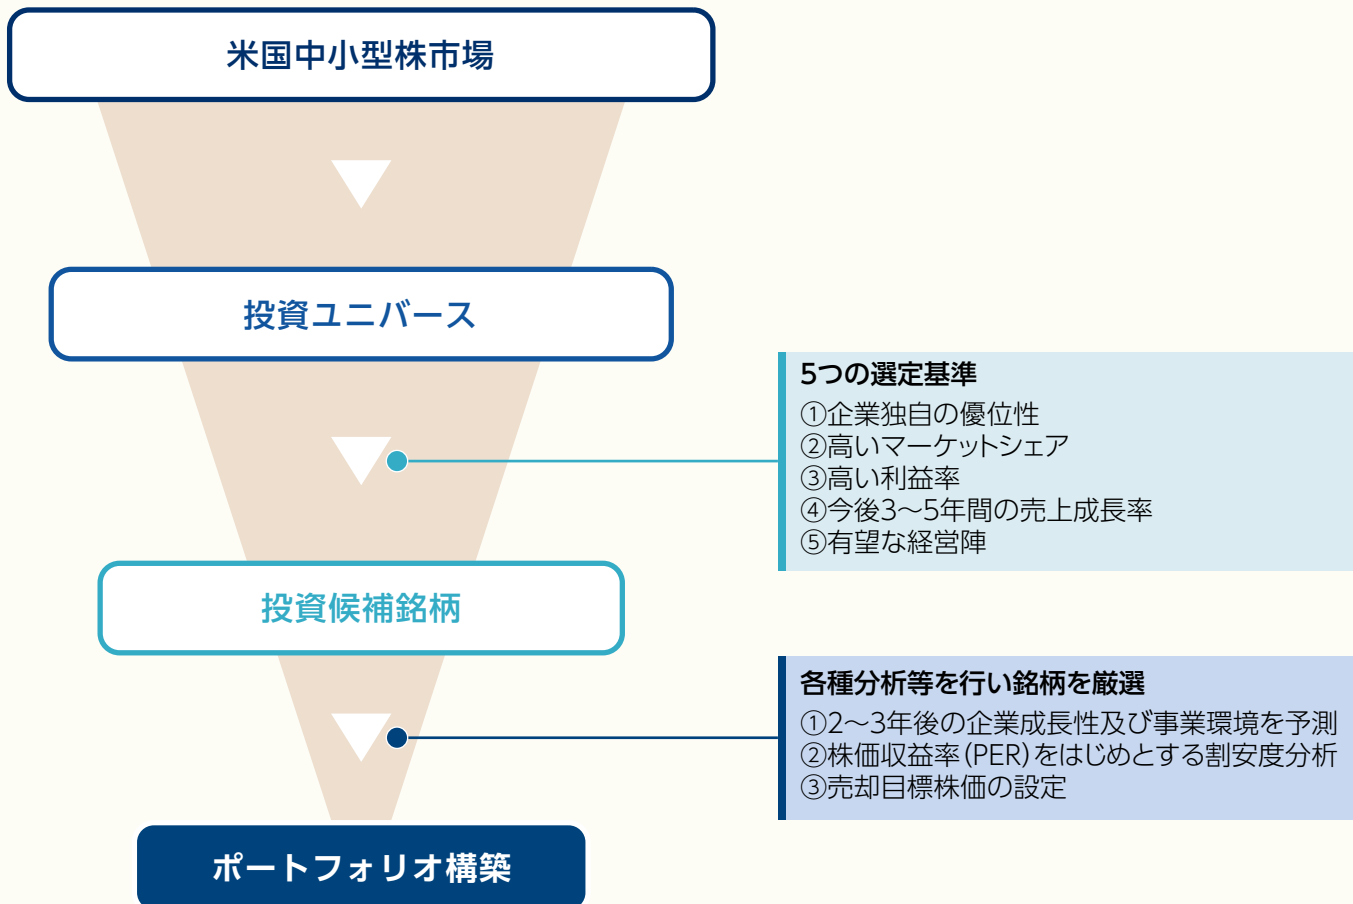 米国中小型株市場
投資ユニバース
5つの選定基準
①企業独自の優位性
②高いマーケットシェア
③高い利益率
④今後3～5年間の売上成長率
⑤有望な経営陣
投資候補銘柄
各種分析等を行い銘柄を厳選
①2～3年後の企業成長性及び事業環境を予測
②株価収益率(PER)をはじめとする割安度分析
③売却目標株価の設定
ポートフォリオ構築